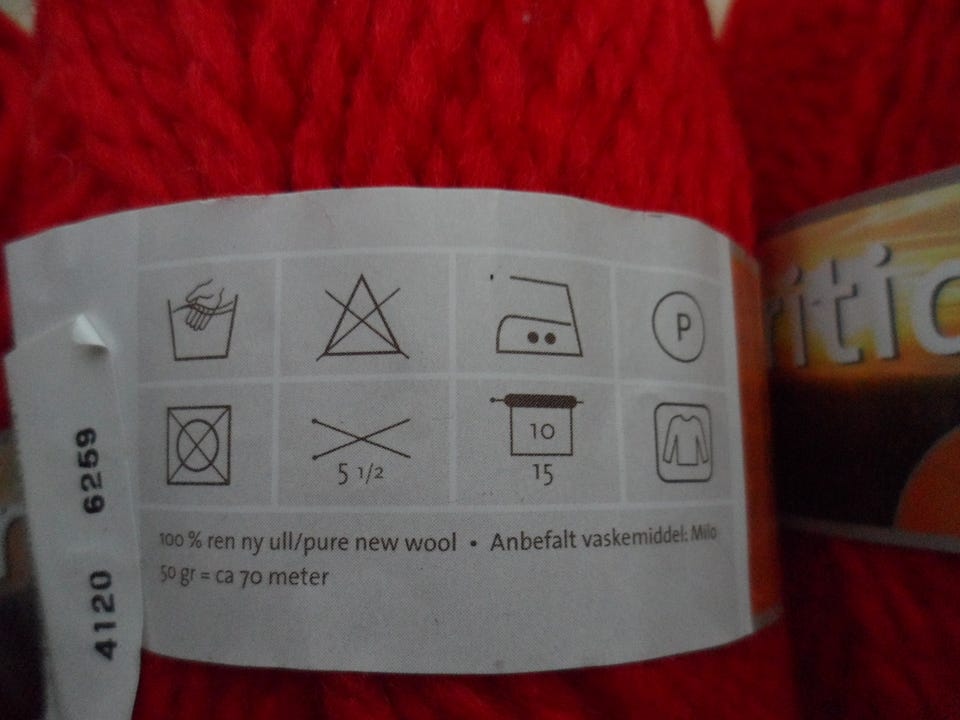 P
5 1/2
10
15
100 % ren ny ull/pure new wool • Anbefalt vaskemiddel: Milo
50 gr = ca 70 meter
4120 6259
itic